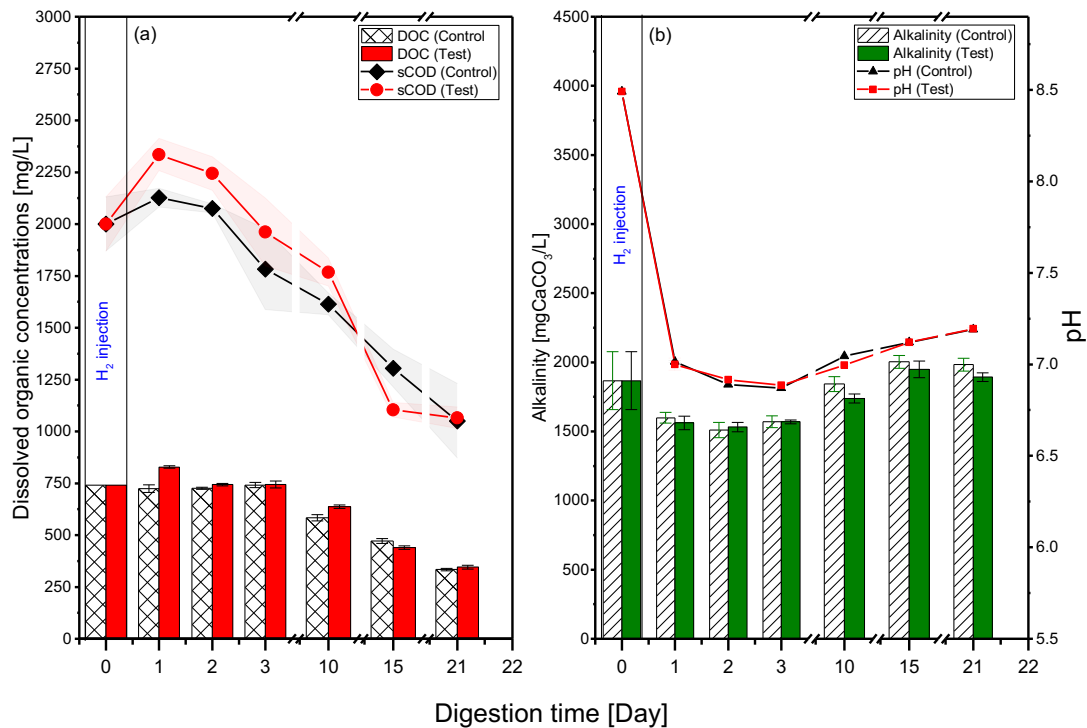 (a)
DOC (Control
DOC (Test)
sCOD (Control)
sCOD (Test)
3000
2750
2500
2250
2000
1750
1500
1250
1000
750
500
250
0
Dissolved organic concentrations [mg/L]
H₂ injection
0 1 2 3 10 15 21 22
(b)
Alkalinity (Control)
Alkalinity (Test)
pH (Control)
pH (Test)
4500
4000
3500
3000
2500
2000
1500
1000
500
0
Alkalinity [mgCaCO₃/L]
H₂ injection
8.5
8.0
7.5
7.0
6.5
6.0
5.5
pH
0 1 2 3 10 15 21 22
Digestion time [Day]